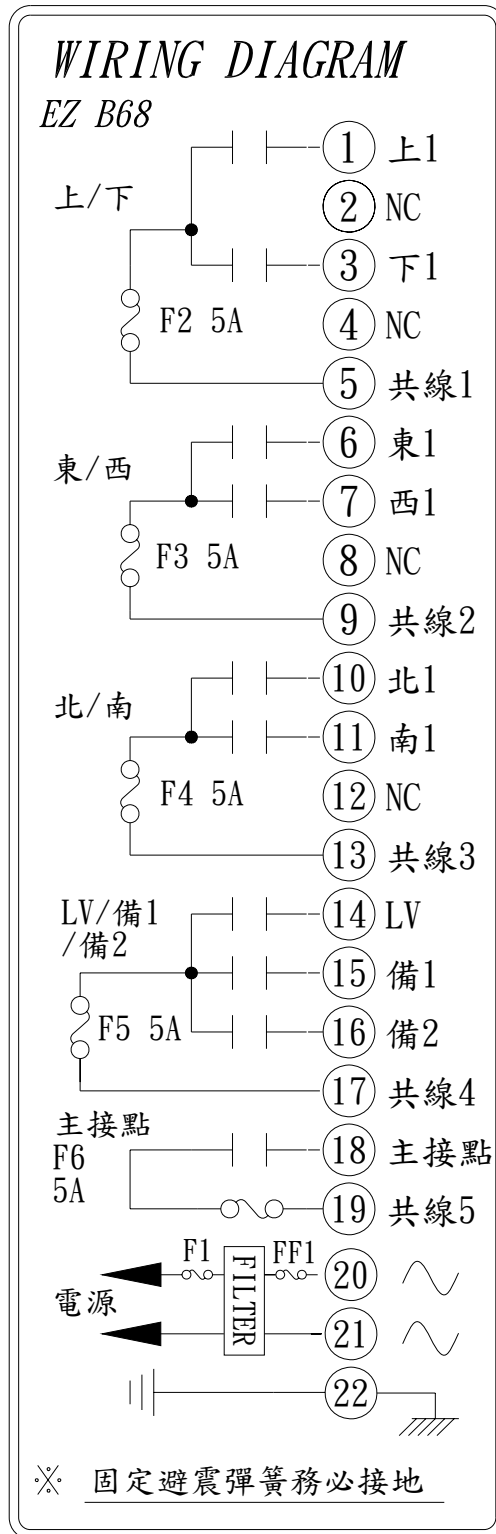 WIRING DIAGRAM
EZ B68
① 上1
上/下
② NC
③ 下1
F2 5A
④ NC
⑤ 共線1
⑥ 東1
東/西
⑦ 西1
F3 5A
⑧ NC
⑨ 共線2
⑩ 北1
北/南
⑪ 南1
F4 5A
⑫ NC
⑬ 共線3
LV/備1
/備2
⑭ LV
⑮ 備1
F5 5A
⑯ 備2
⑰ 共線4
主接點
F6
5A
⑱ 主接點
⑲ 共線5
F1
FILTER
FF1
⑳
電源
㉑
㉒
※ 固定避震彈簧務必接地